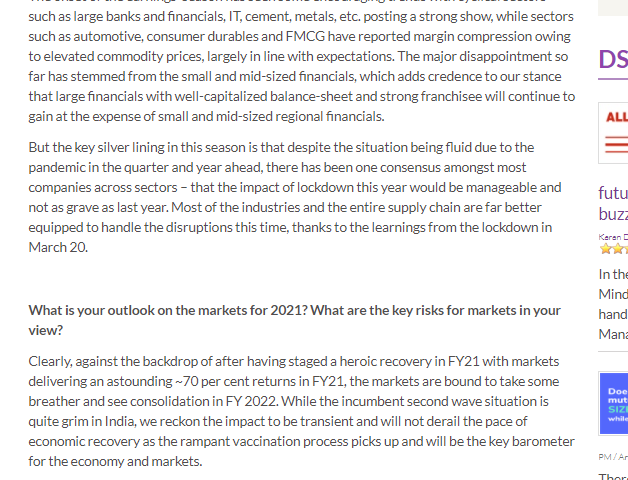 such as large banks and financials, IT, cement, metals, etc. posting a strong show, while sectors
such as automotive, consumer durables and FMCG have reported margin compression owing
to elevated commodity prices, largely in line with expectations. The major disappointment so
far has stemmed from the small and mid-sized financials, which adds credence to our stance
that large financials with well-capitalized balance-sheet and strong franchisee will continue to
gain at the expense of small and mid-sized regional financials.
But the key silver lining in this season is that despite the situation being fluid due to the
pandemic in the quarter and year ahead, there has been one consensus amongst most
companies across sectors – that the impact of lockdown this year would be manageable and
not as grave as last year. Most of the industries and the entire supply chain are far better
equipped to handle the disruptions this time, thanks to the learnings from the lockdown in
March 20.
What is your outlook on the markets for 2021? What are the key risks for markets in your
view?
Clearly, against the backdrop of after having staged a heroic recovery in FY21 with markets
delivering an astounding ~70 per cent returns in FY21, the markets are bound to take some
breather and see consolidation in FY 2022. While the incumbent second wave situation is
quite grim in India, we reckon the impact to be transient and will not derail the pace of
economic recovery as the rampant vaccination process picks up and will be the key barometer
for the economy and markets.
DS
ALL
futu
buzz
Karen D
In the
Mind
hand
Mana
Doe
mut
SIZ
while
PM / Ar